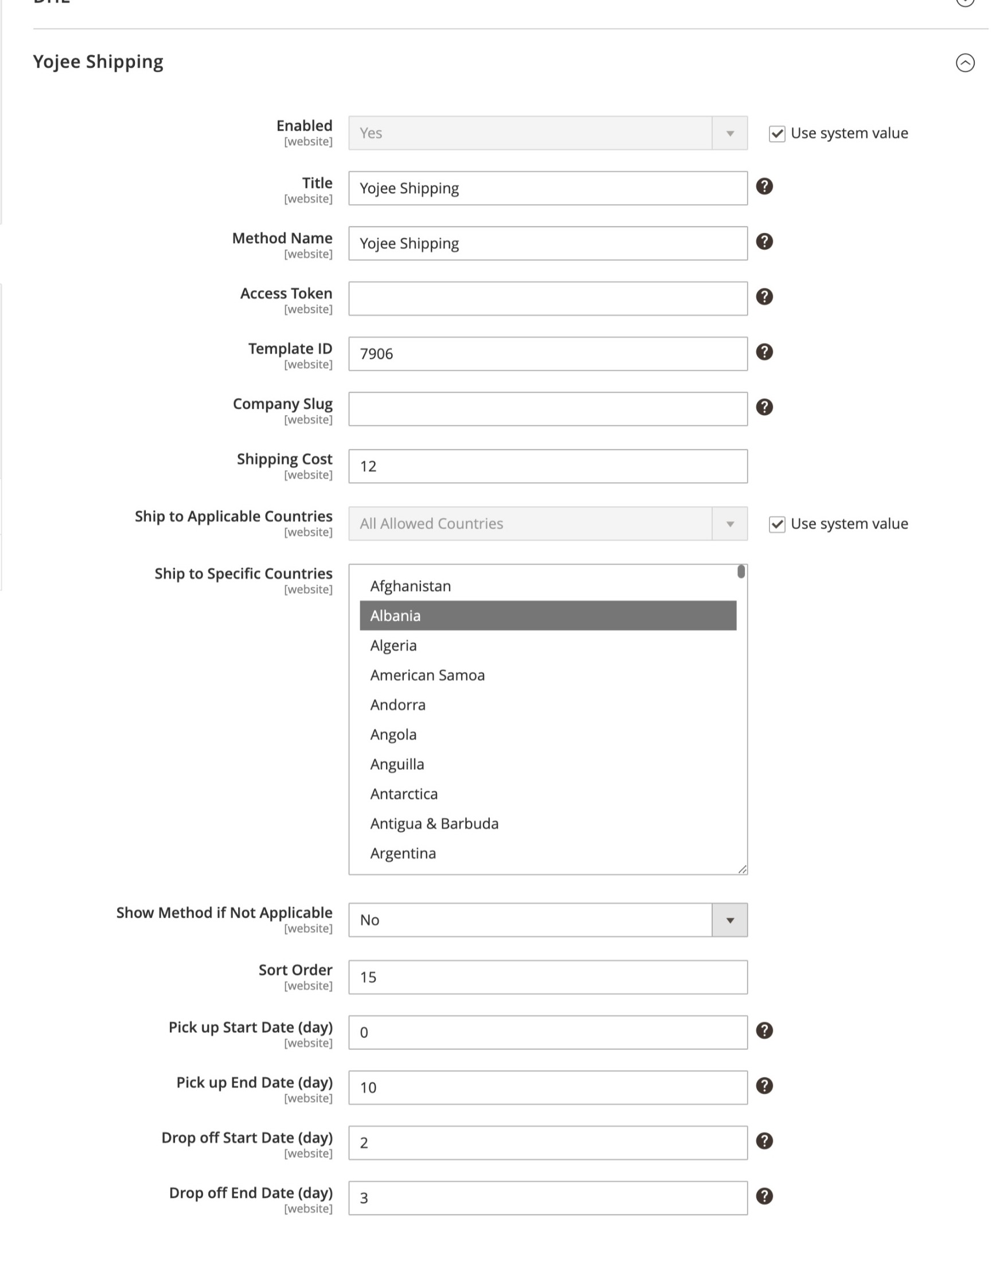 DHL
Yojee Shipping
Enabled
[website]
Yes
Use system value
Title
[website]
Yojee Shipping
Method Name
[website]
Yojee Shipping
Access Token
[website]
Template ID
[website]
7906
Company Slug
[website]
Shipping Cost
[website]
12
Ship to Applicable Countries
[website]
All Allowed Countries
Use system value
Ship to Specific Countries
[website]
Afghanistan
Albania
Algeria
American Samoa
Andorra
Angola
Anguilla
Antarctica
Antigua & Barbuda
Argentina
Show Method if Not Applicable
[website]
No
Sort Order
[website]
15
Pick up Start Date (day)
[website]
0
Pick up End Date (day)
[website]
10
Drop off Start Date (day)
[website]
2
Drop off End Date (day)
[website]
3